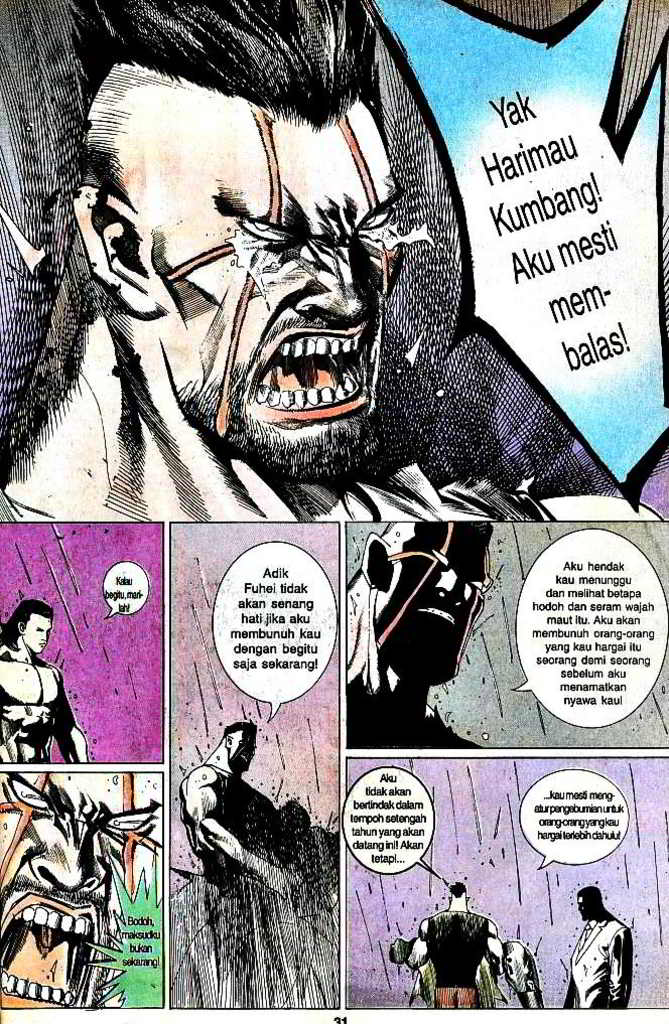 Yak
Harimau
Kumbang!
Aku mesti
mem-
balas!
Kalau
begitu, mari-
lah!
Adik
Fuhei tidak
akan senang
hati jika aku
membunuh kau
dengan begitu
saja sekarang!
Aku hendak
kau menunggu
dan melihat betapa
hodoh dan seram wajah
maut itu. Aku akan
membunuh orang-orang
yang kau hargai itu
seorang demi seorang
sebelum aku
menamatkan
nyawa kau!
Bodoh,
maksudku
bukan
sekarang!
Aku
tidak akan
bertindak dalam
tempoh setengah
tahun yang akan
datang ini! Akan
tetapi...
...kau mesti meng-
atur pengebumian untuk
orang-orang yang kau
hargai terlebih dahulu!
31